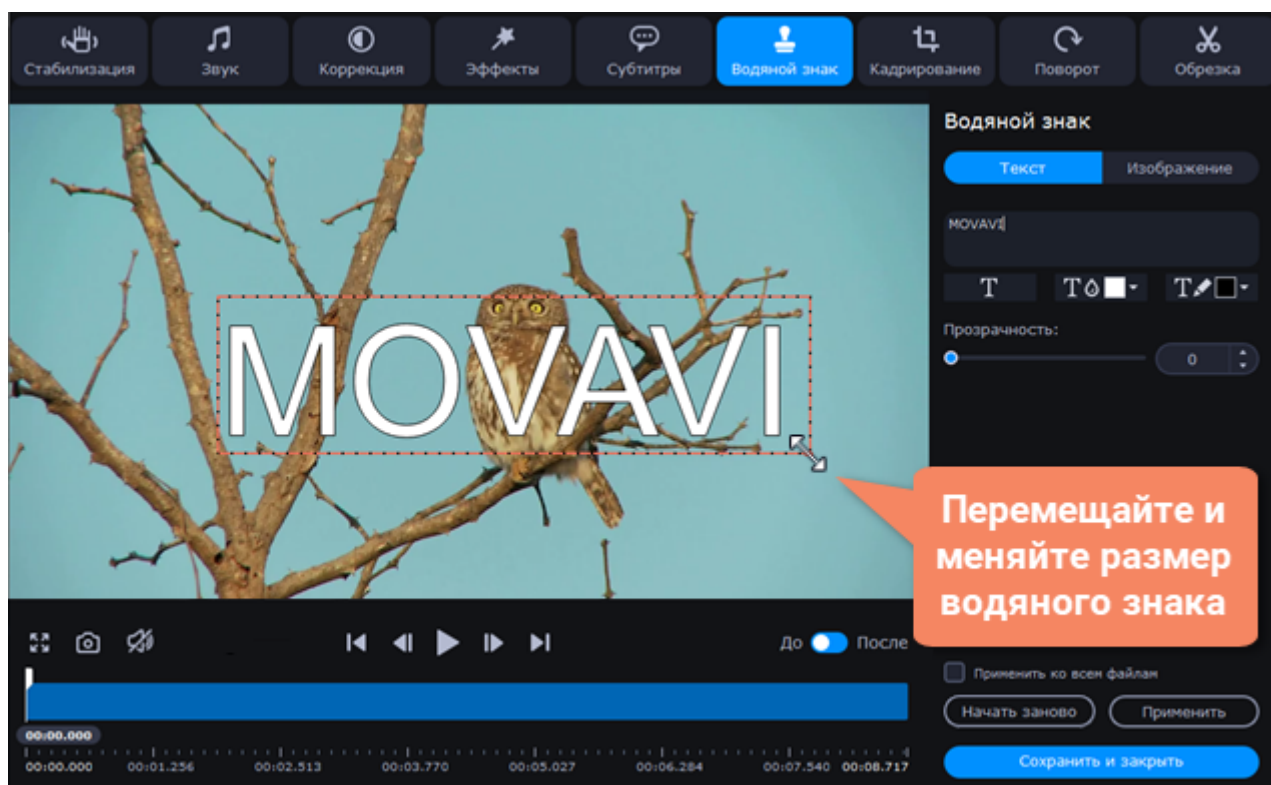 Стабилизация
Звук
Коррекция
Эффекты
Субтитры
Водяной знак
Кадрирование
Поворот
Обрезка
Водяной знак
Текст
Изображение
MOVAVI
T
T
T
Прозрачность:
0
MOVAVI
Перемещайте и
меняйте размер
водяного знака
До
После
Применить ко всем файлам
Начать заново
Применить
Сохранить и закрыть
00:00.000
00:00.000 00:01.256 00:02.513 00:03.770 00:05.027 00:06.284 00:07.540 00:08.717